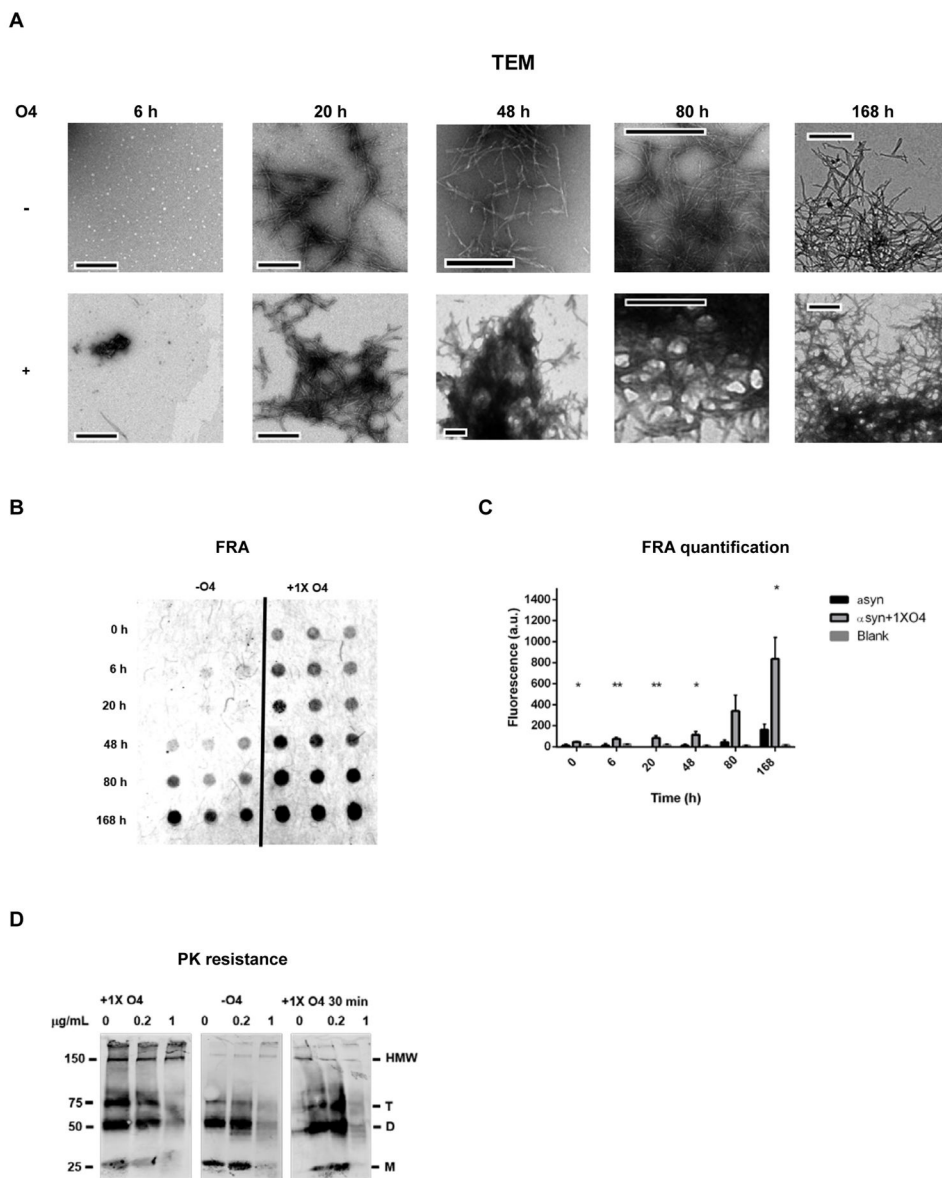 A
TEM
O4 6 h 20 h 48 h 80 h 168 h
-
+
B
FRA
-O4 +1X O4
0 h
6 h
20 h
48 h
80 h
168 h
C
FRA quantification
Fluorescence (a.u.)
1400
1200
1000
800
600
400
200
0
* ** ** * *
0 6 20 48 80 168
Time (h)
asyn
αsyn+1XO4
Blank
D
PK resistance
+1X O4 -O4 +1X O4 30 min
µg/mL 0 0.2 1 0 0.2 1 0 0.2 1
150 HMW
75 T
50 D
25 M